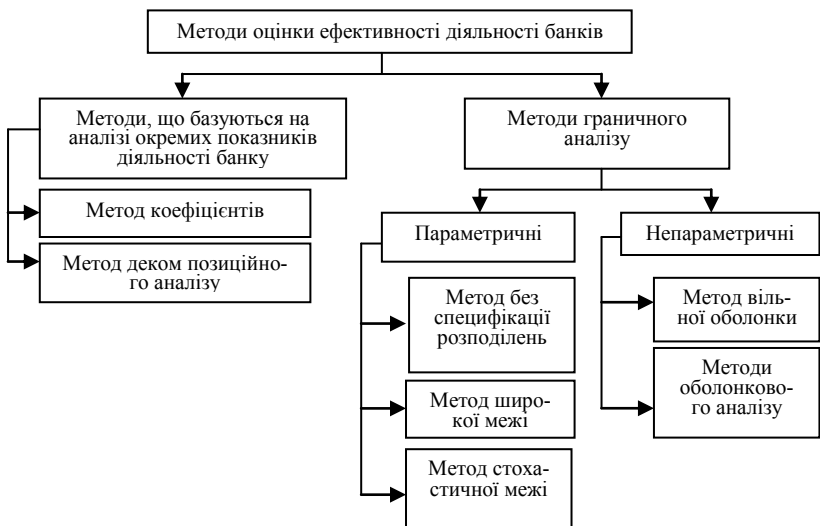 Методи оцінки ефективності діяльності банків
Методи, що базуються на
аналізі окремих показників
діяльності банку
Методи граничного
аналізу
Метод коефіцієнтів
Метод деком позиційно-
го аналізу
Параметричні
Непараметричні
Метод без
специфікації
розподілень
Метод широ-
кої межі
Метод стоха-
стичної межі
Метод віль-
ної оболонки
Методи
оболонково-
го аналізу